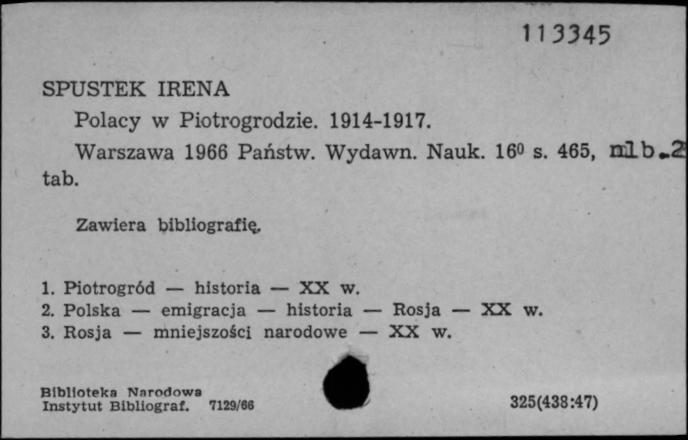 113345
SPUSTEK IRENA
Polacy w Piotrogrodzie. 1914-1917.
Warszawa 1966 Państw. Wydawn. Nauk. 16⁰ s. 465, nlb.2
tab.
Zawiera bibliografię.
1. Piotrogród — historia — XX w.
2. Polska — emigracja — historia — Rosja — XX w.
3. Rosja — mniejszości narodowe — XX w.
Biblioteka Narodowa
Instytut Bibliograf. 7129/66
325(438:47)